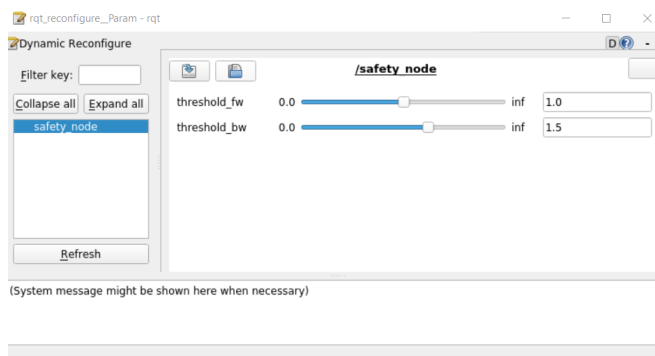 rqt_reconfigure__Param - rqt
Dynamic Reconfigure
D
-
Filter key:
Collapse all Expand all
safety_node
Refresh
/safety_node
threshold_fw 0.0 inf 1.0
threshold_bw 0.0 inf 1.5
(System message might be shown here when necessary)